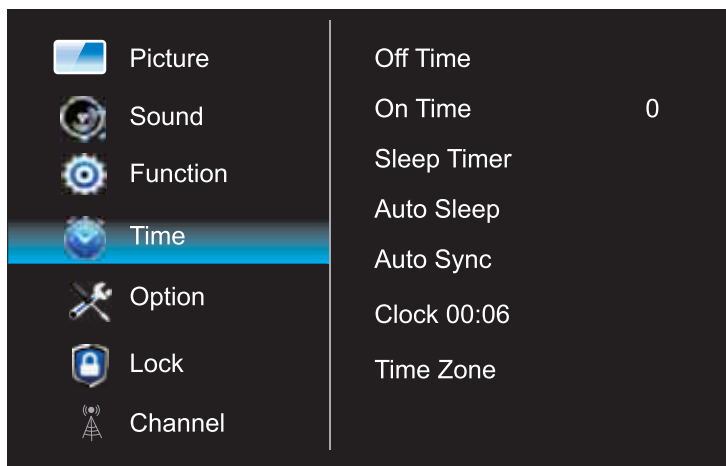 Picture
Sound
Function
Time
Option
Lock
Channel
Off Time
On Time 0
Sleep Timer
Auto Sleep
Auto Sync
Clock 00:06
Time Zone